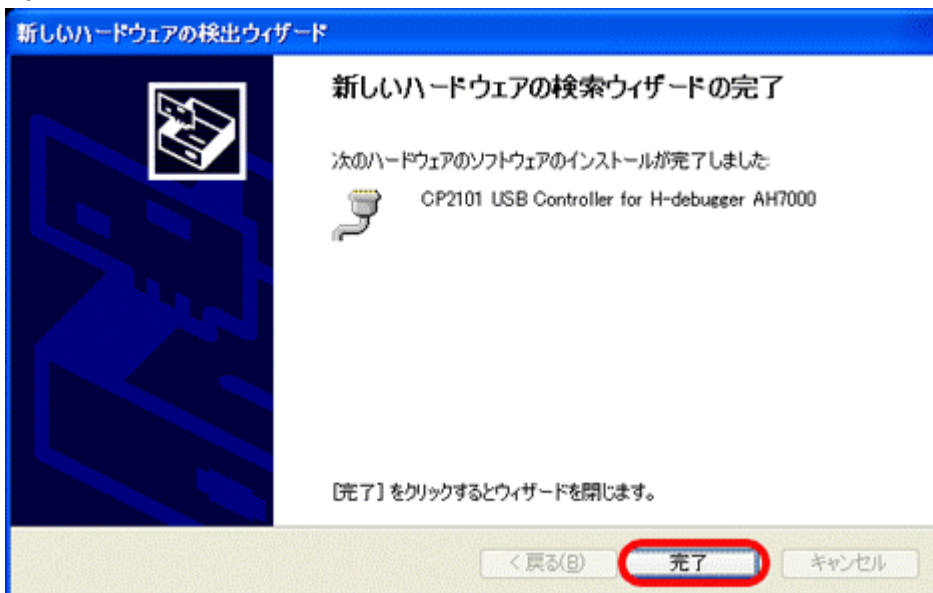 新しいハードウェアの検出ウィザード
新しいハードウェアの検索ウィザードの完了
次のハードウェアのソフトウェアのインストールが完了しました:
CP2101 USB Controller for H-debugger AH7000
[完了] をクリックするとウィザードを閉じます。
< 戻る(B)
完了
キャンセル